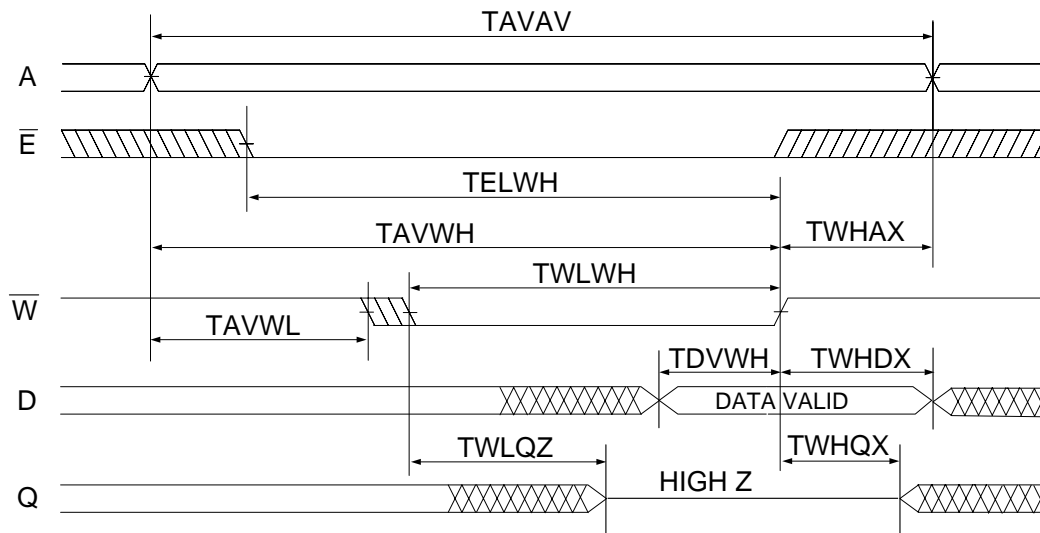 TAVAV
A
E̅
TELWH
TAVWH
TWHAX
TWLWH
W̅
TAVWL
TDVWH
TWHDX
D
DATA VALID
TWLQZ
TWHQX
HIGH Z
Q